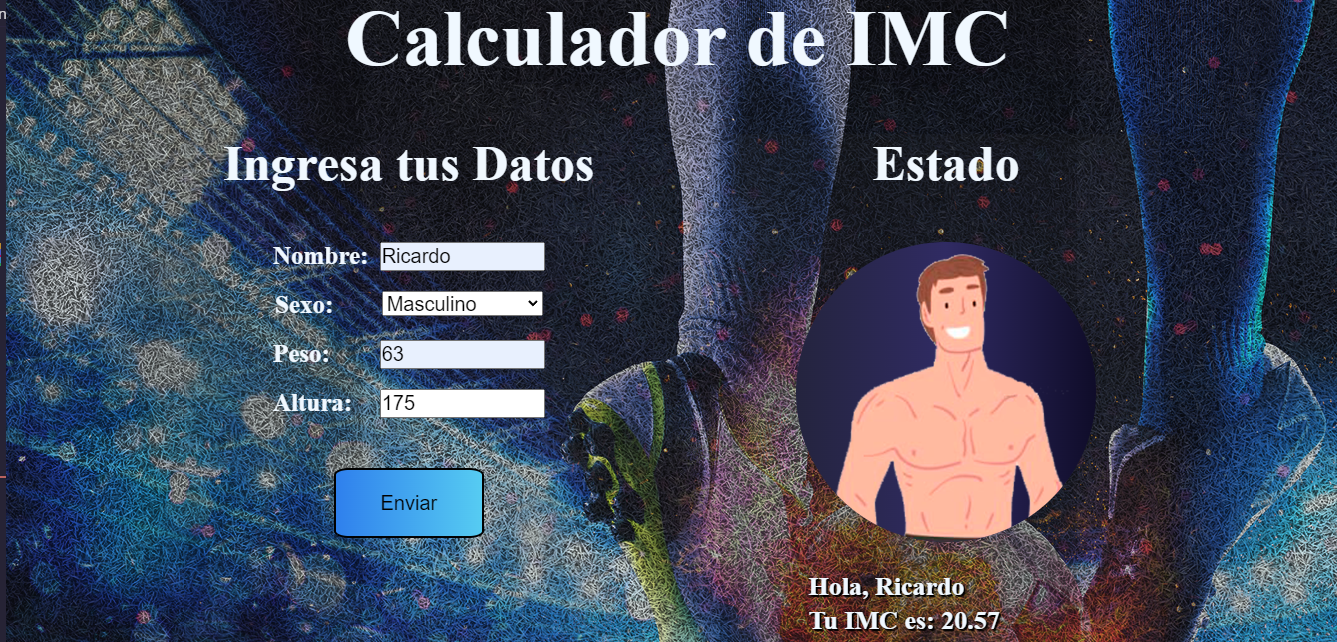 Calculador de IMC
Ingresa tus Datos
Nombre: Ricardo
Sexo: Masculino
Peso: 63
Altura: 175
Enviar
Estado
Hola, Ricardo
Tu IMC es: 20.57